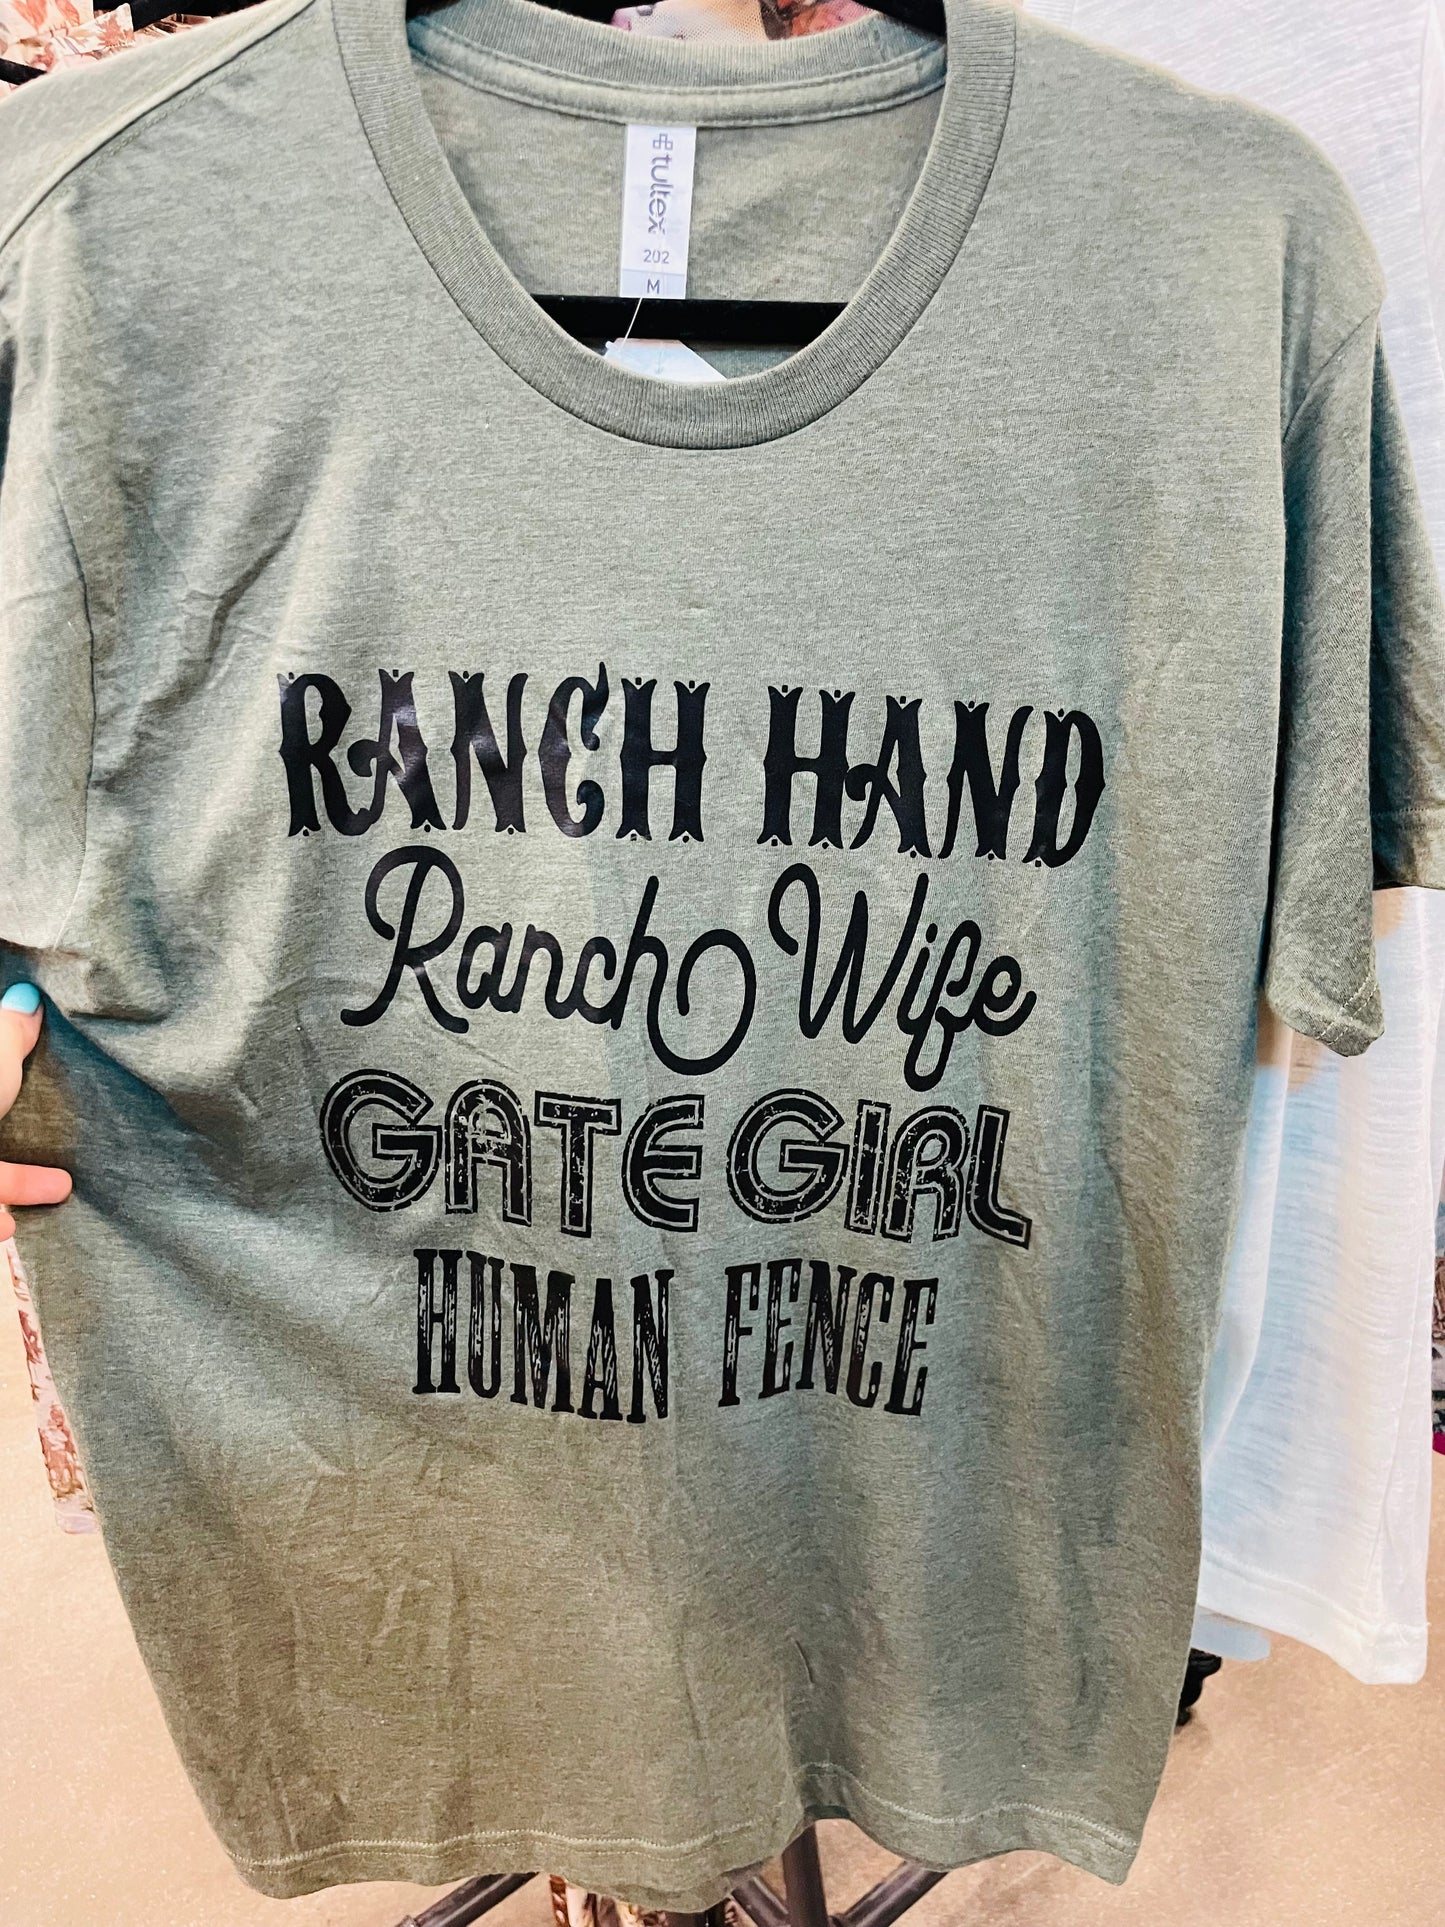 tultex
202
M
RANCH HAND
Ranch Wife
GATE GIRL
HUMAN FENCE